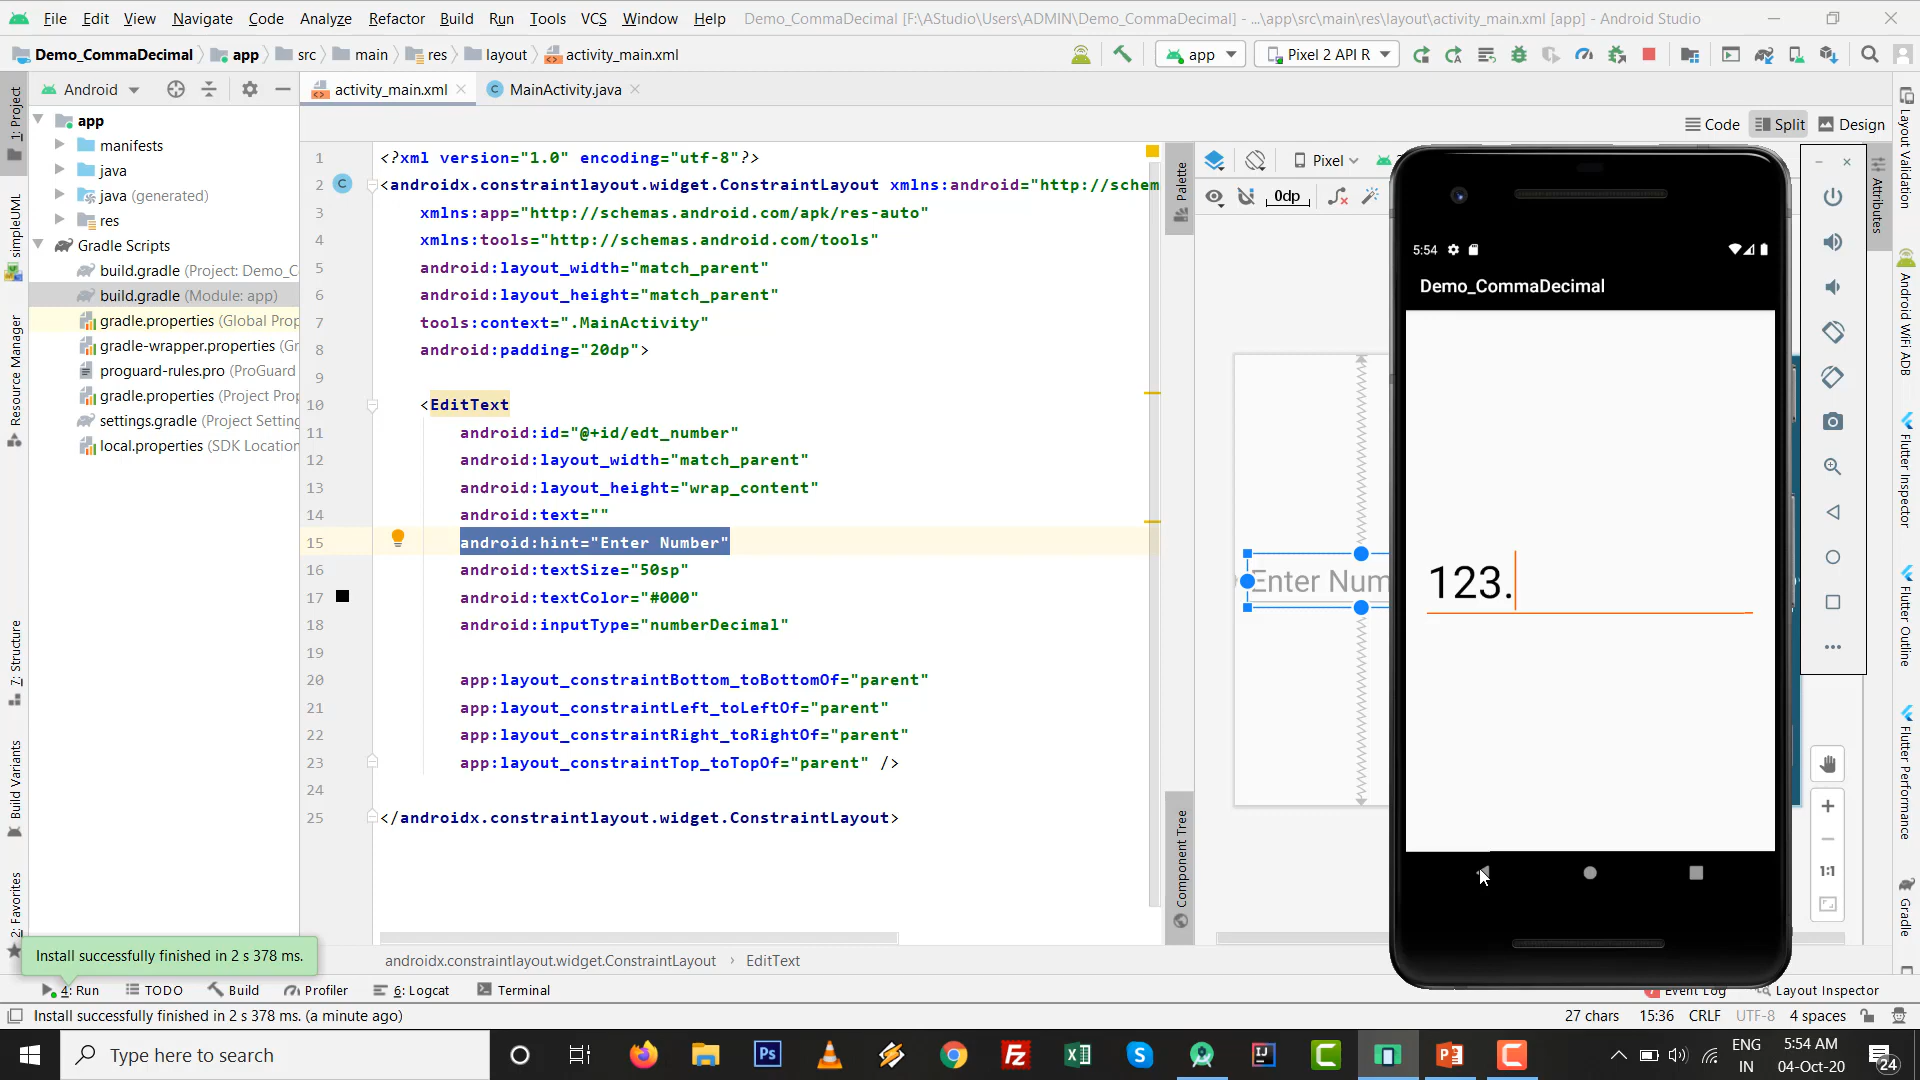 File Edit View Navigate Code Analyze Refactor Build Run Tools VCS Window Help Demo_CommaDecimal [F:\AStudio\Users\ADMIN\Demo_CommaDecimal] - ...\app\src\main\res\layout\activity_main.xml [app] - Android Studio
Demo_CommaDecimal app src main res layout activity_main.xml app Pixel 2 API R
1: Project
simpleUML
Resource Manager
7: Structure
Build Variants
2: Favorites
Android
app
manifests
java
java (generated)
res
Gradle Scripts
build.gradle (Project: Demo_C
build.gradle (Module: app)
gradle.properties (Global Prop
gradle-wrapper.properties (Gr
proguard-rules.pro (ProGuard
gradle.properties (Project Prop
settings.gradle (Project Setting
local.properties (SDK Location
activity_main.xml MainActivity.java
Code Split Design
1 <?xml version="1.0" encoding="utf-8"?>
2 <androidx.constraintlayout.widget.ConstraintLayout xmlns:android="http://schem
3 xmlns:app="http://schemas.android.com/apk/res-auto"
4 xmlns:tools="http://schemas.android.com/tools"
5 android:layout_width="match_parent"
6 android:layout_height="match_parent"
7 tools:context=".MainActivity"
8 android:padding="20dp">
9
10 <EditText
11 android:id="@+id/edt_number"
12 android:layout_width="match_parent"
13 android:layout_height="wrap_content"
14 android:text=""
15 android:hint="Enter Number"
16 android:textSize="50sp"
17 android:textColor="#000"
18 android:inputType="numberDecimal"
19
20 app:layout_constraintBottom_toBottomOf="parent"
21 app:layout_constraintLeft_toLeftOf="parent"
22 app:layout_constraintRight_toRightOf="parent"
23 app:layout_constraintTop_toTopOf="parent" />
24
25 </androidx.constraintlayout.widget.ConstraintLayout>
androidx.constraintlayout.widget.ConstraintLayout › EditText
Palette
Component Tree
Pixel
0dp
Enter Num
5:54
Demo_CommaDecimal
123.
1:1
Attributes
Layout Validation
Android WiFi ADB
Flutter Inspector
Flutter Outline
Flutter Performance
Gradle
Install successfully finished in 2 s 378 ms.
4: Run TODO Build Profiler 6: Logcat Terminal Event Log Layout Inspector
Install successfully finished in 2 s 378 ms. (a minute ago) 27 chars 15:36 CRLF UTF-8 4 spaces
Type here to search
ENG
IN
5:54 AM
04-Oct-20
24